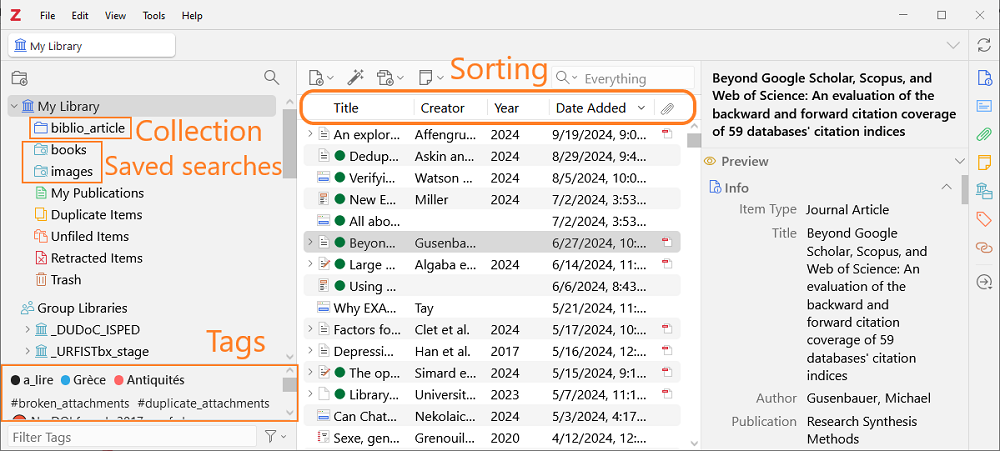 Z File Edit View Tools Help
My Library
Sorting
Everything
My Library
biblio_article
Collection
books
Saved searches
images
My Publications
Duplicate Items
Unfiled Items
Retracted Items
Trash
Group Libraries
_DUDoC_ISPED
_URFISTbx_stage
Tags
a_lire Grèce Antiquités
#broken_attachments #duplicate_attachments
Filter Tags
Title Creator Year Date Added
An explor... Affengru... 2024 9/19/2024, 9:0...
Dedup... Askin an... 2024 8/29/2024, 9:4...
Verifyi... Watson ... 2024 8/5/2024, 10:0...
New E... Miller 2024 7/2/2024, 3:53...
All abo... 7/2/2024, 3:53...
Beyon... Gusenba... 6/27/2024, 10:...
Large ... Algaba e... 2024 6/14/2024, 11:...
Using ... 6/6/2024, 8:43...
Why EXA... Tay 5/21/2024, 11:...
Factors fo... Clet et al. 2024 5/17/2024, 10:...
Depressi... Han et al. 2017 5/16/2024, 12:...
The op... Simard e... 2024 5/15/2024, 9:1...
Library... Universit... 2023 5/7/2024, 11:1...
Can Chat... Nekolaic... 2024 5/3/2024, 4:17...
Sexe, gen... Grenouil... 2020 4/12/2024, 12:...
Beyond Google Scholar, Scopus, and
Web of Science: An evaluation of the
backward and forward citation coverage
of 59 databases' citation indices
Preview
Info
Item Type Journal Article
Title Beyond Google
Scholar, Scopus, and
Web of Science: An
evaluation of the
backward and
forward citation
coverage of 59
databases' citation
indices
Author Gusenbauer, Michael
Publication Research Synthesis
Methods